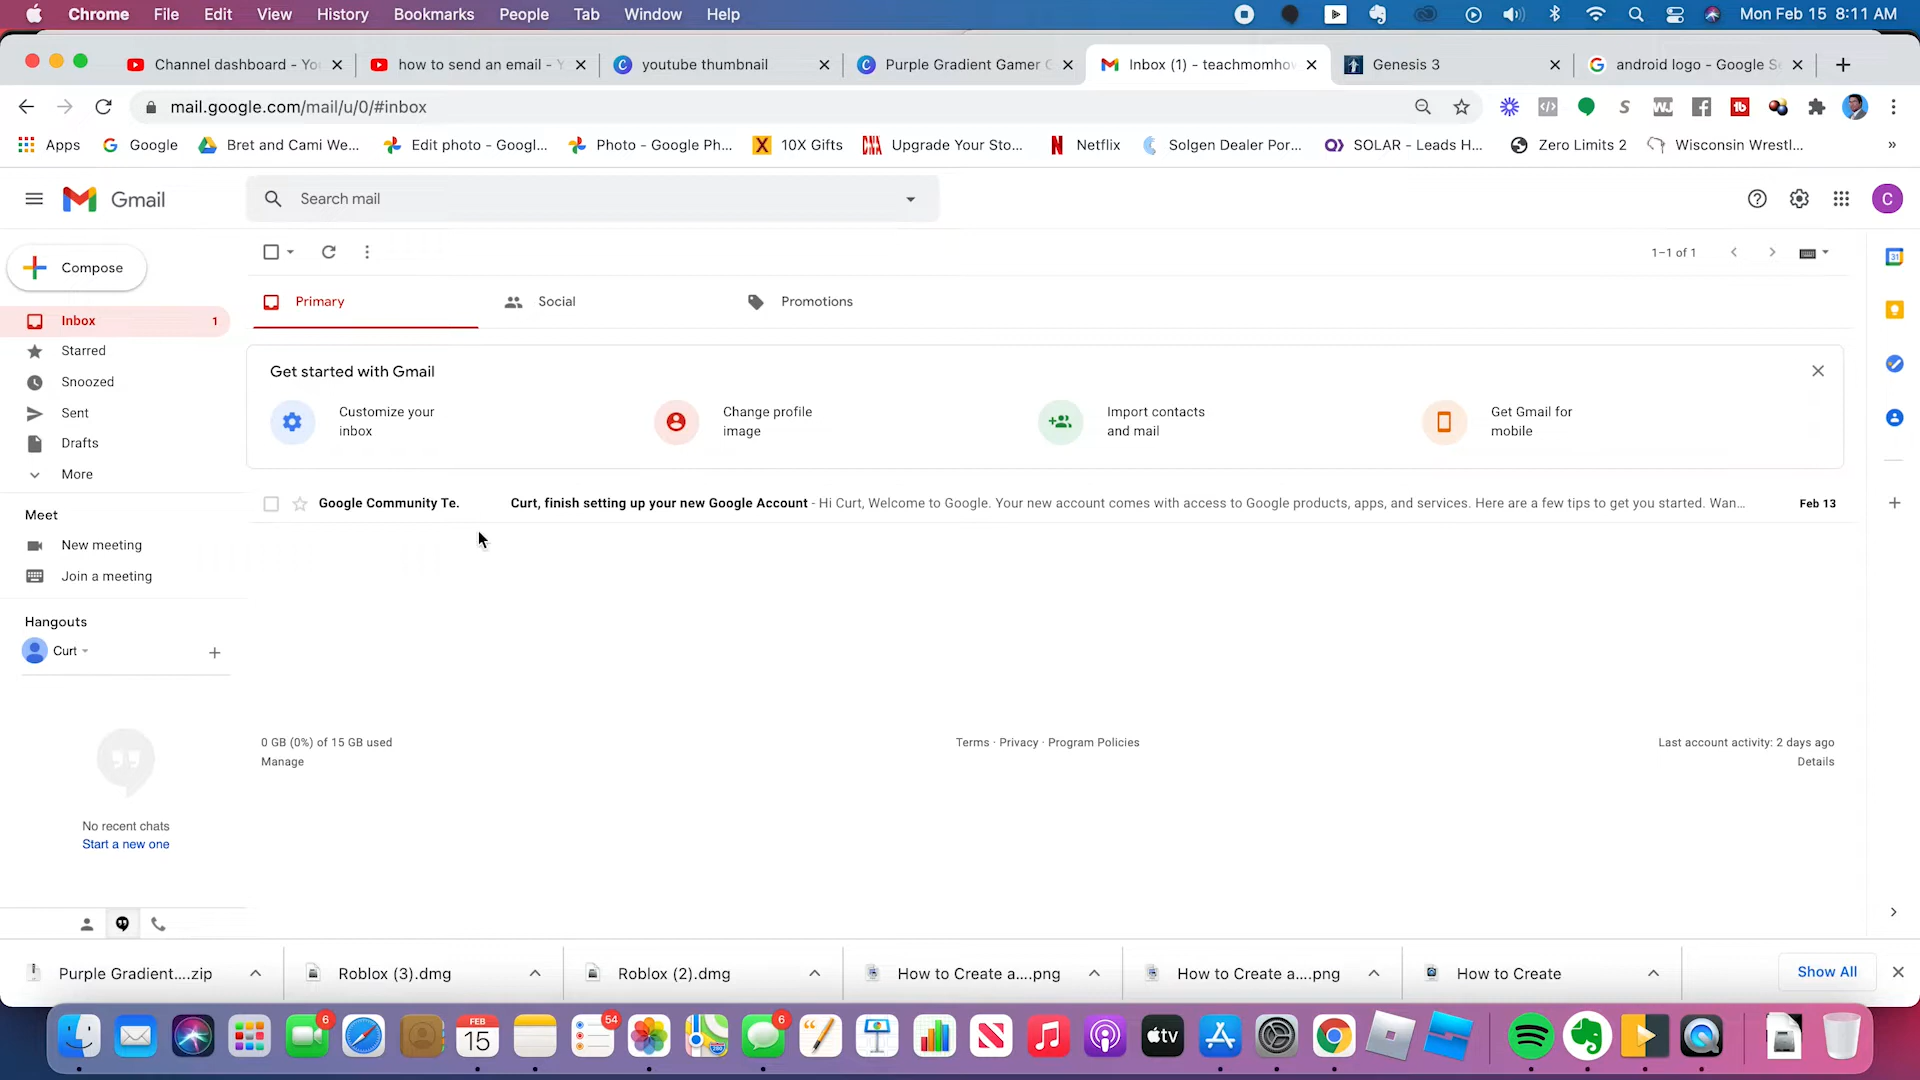 Chrome File Edit View History Bookmarks People Tab Window Help Mon Feb 15 8:11 AM
Channel dashboard - Yo
how to send an email - Y
youtube thumbnail
Purple Gradient Gamer G
Inbox (1) - teachmomhow
Genesis 3
android logo - Google Se
mail.google.com/mail/u/0/#inbox
Apps Google Bret and Cami We... Edit photo - Googl... Photo - Google Ph... 10X Gifts Upgrade Your Sto... Netflix Solgen Dealer Por... SOLAR - Leads H... Zero Limits 2 Wisconsin Wrestl... »
Gmail
Search mail
C
Compose
1–1 of 1
Inbox 1
Starred
Snoozed
Sent
Drafts
More
Meet
New meeting
Join a meeting
Hangouts
Curt
No recent chats
Start a new one
Primary Social Promotions
Get started with Gmail
Customize your
inbox
Change profile
image
Import contacts
and mail
Get Gmail for
mobile
Google Community Te. Curt, finish setting up your new Google Account - Hi Curt, Welcome to Google. Your new account comes with access to Google products, apps, and services. Here are a few tips to get you started. Wan... Feb 13
0 GB (0%) of 15 GB used
Manage
Terms · Privacy · Program Policies
Last account activity: 2 days ago
Details
31
Purple Gradient....zip
Roblox (3).dmg
Roblox (2).dmg
How to Create a....png
How to Create a....png
How to Create
Show All
6
FEB
15
54
6
tv